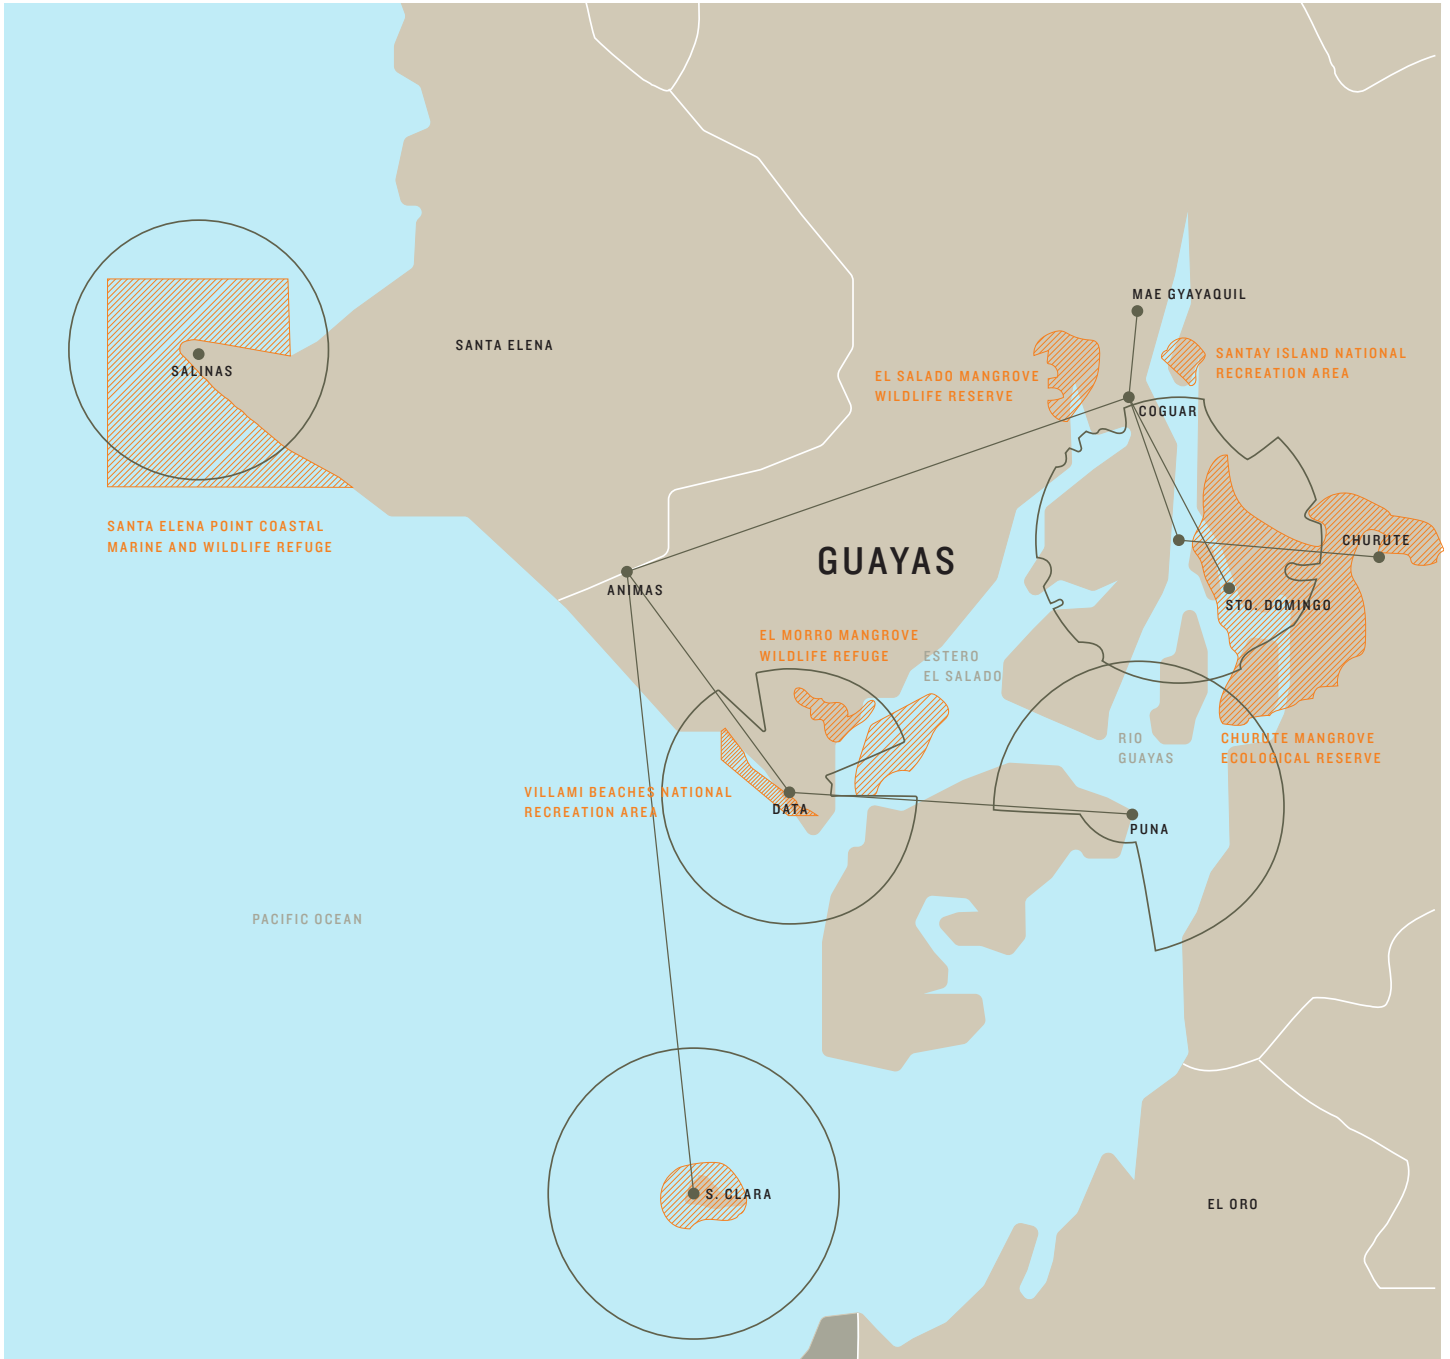 MAE GYAYAQUIL
SANTA ELENA
SANTAY ISLAND NATIONAL
RECREATION AREA
SALINAS
EL SALADO MANGROVE
WILDLIFE RESERVE
COGUAR
SANTA ELENA POINT COASTAL
MARINE AND WILDLIFE REFUGE
CHURUTE
GUAYAS
ANIMAS
STO. DOMINGO
EL MORRO MANGROVE
WILDLIFE REFUGE
ESTERO
EL SALADO
RIO
GUAYAS
CHURUTE MANGROVE
ECOLOGICAL RESERVE
VILLAMI BEACHES NATIONAL
RECREATION AREA
DATA
PUNA
PACIFIC OCEAN
S. CLARA
EL ORO